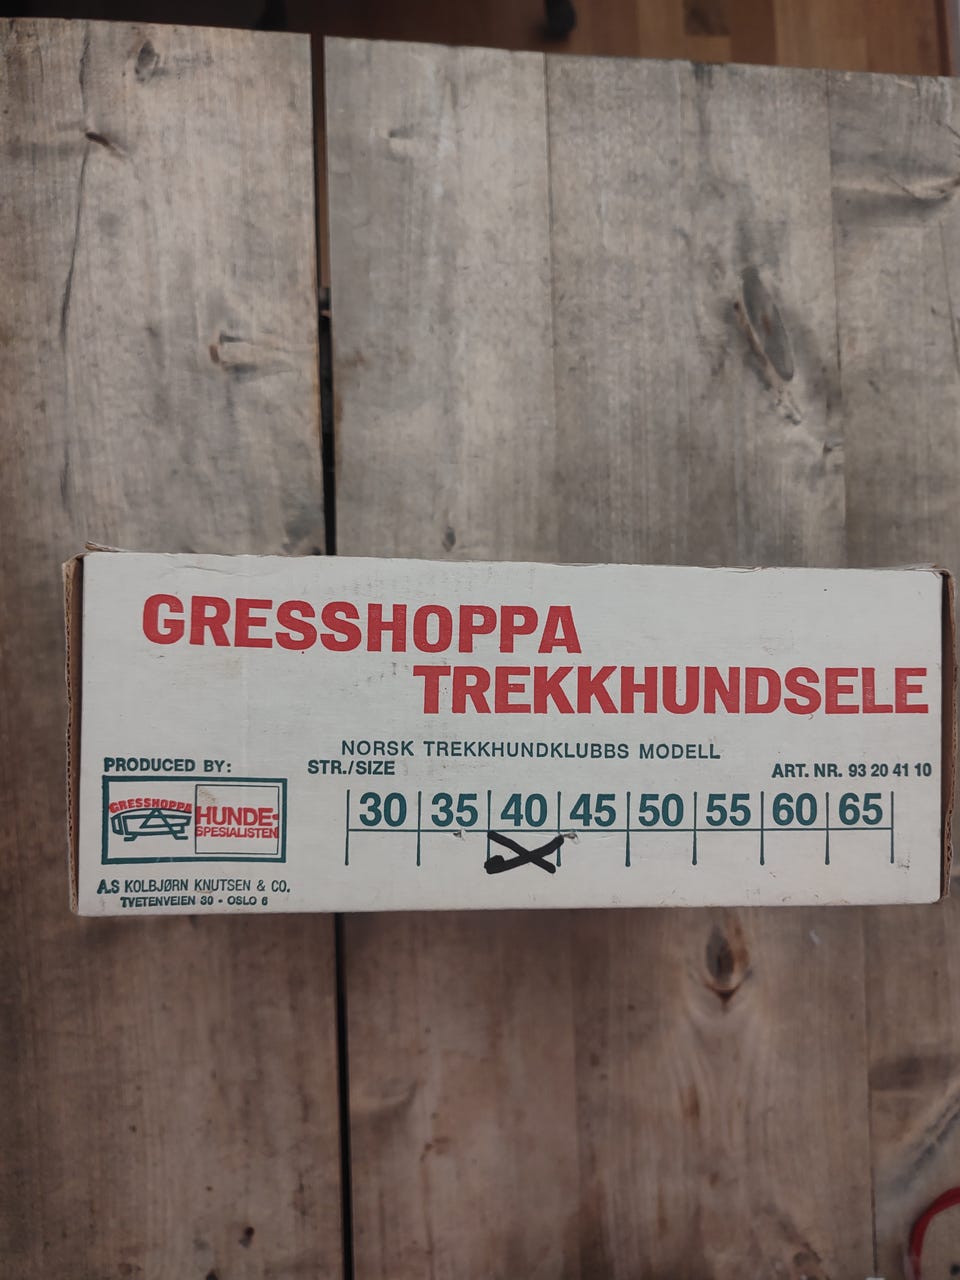 GRESSHOPPA
TREKKHUNDSELE
NORSK TREKKHUNDKLUBBS MODELL
PRODUCED BY:
STR./SIZE
ART. NR. 93 20 41 10
30 35 40 45 50 55 60 65
GRESSHOPPA
HUNDE-
SPESIALISTEN
A.S KOLBJØRN KNUTSEN & CO.
TVETENVEIEN 30 - OSLO 6